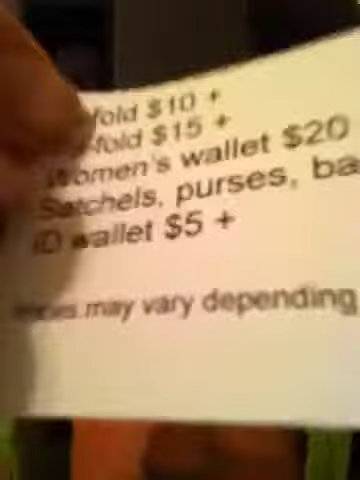 fold $10 +
-fold $15 +
Women's wallet $20
Satchels, purses, ba
ID wallet $5 +
may vary depending